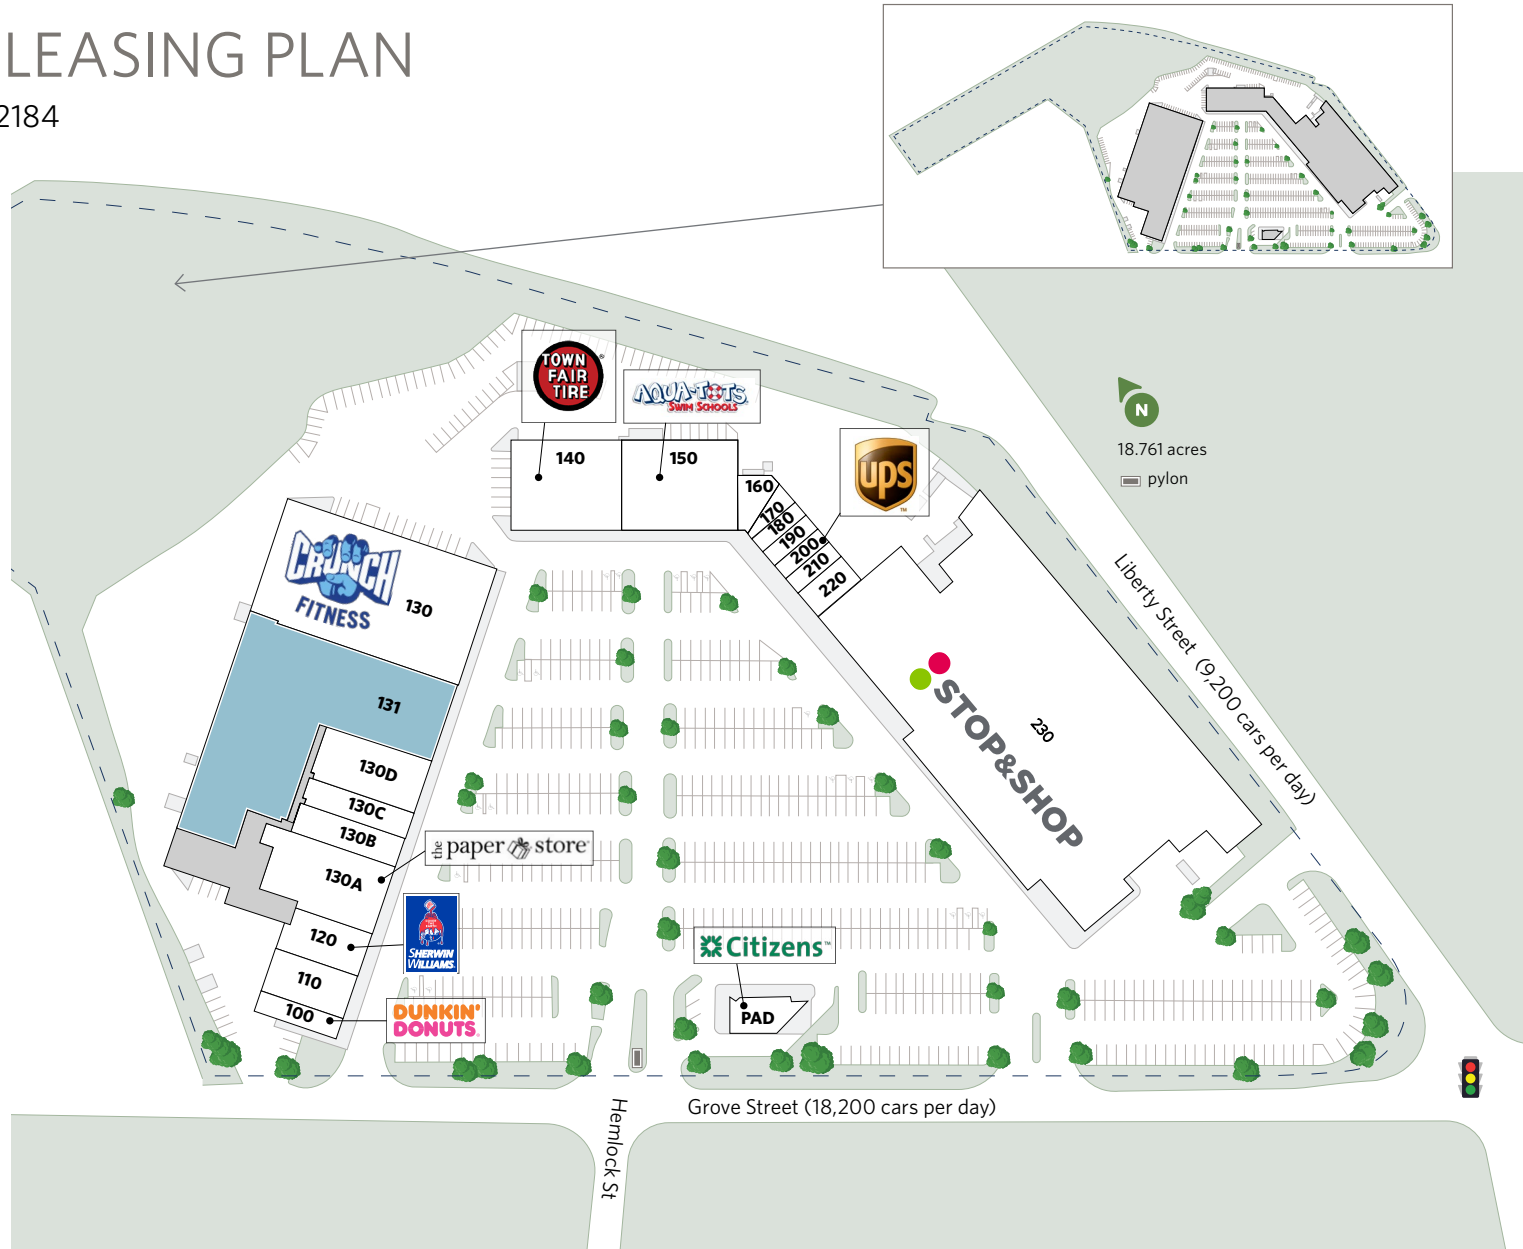 LEASING PLAN
2184
TOWN
FAIR
TIRE
®
AQUA-TOTS
SWIM SCHOOLS
ups
™
N
18.761 acres
pylon
140
150
160
170
180
190
200
210
220
CRUNCH
FITNESS
130
131
130D
130C
130B
130A
the paper store
120
SHERWIN
WILLIAMS
110
100
DUNKIN'
DONUTS
STOP&SHOP
230
Liberty Street (9,200 cars per day)
Citizens™
PAD
Grove Street (18,200 cars per day)
Hemlock St